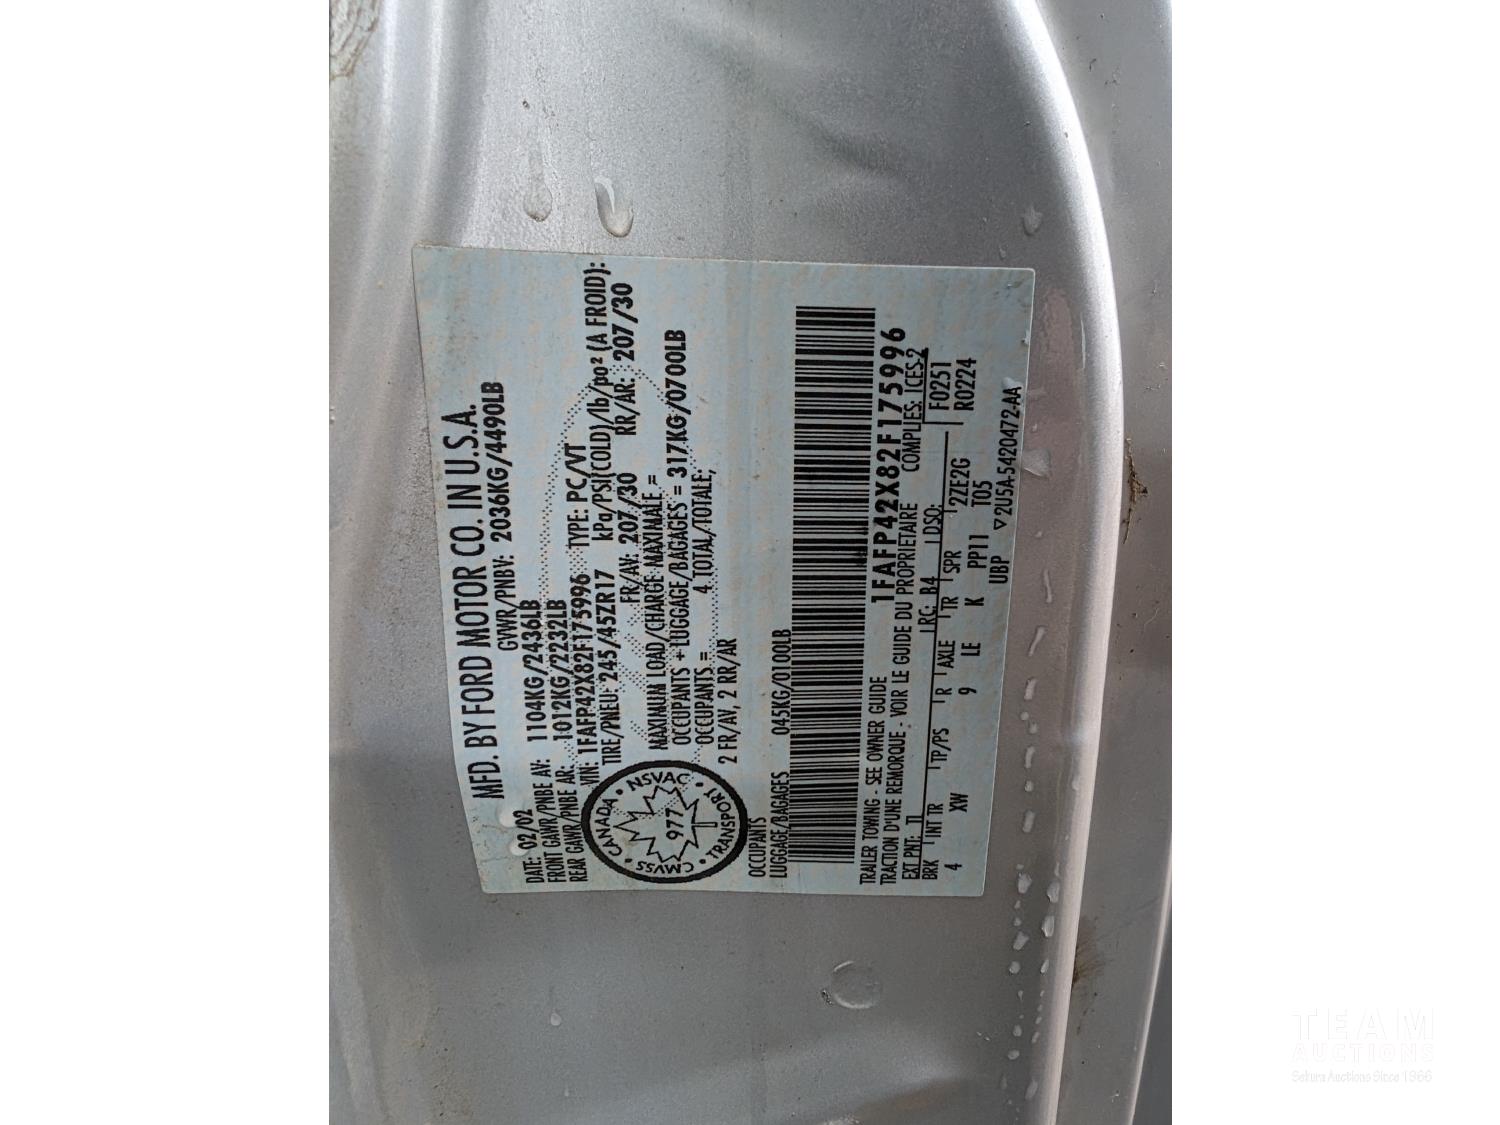 MFD. BY FORD MOTOR CO. IN U.S.A.
DATE: 02/02 GVWR/PNBV: 2036KG/4490LB
FRONT GAWR/PNBE AV: 1104KG/2436LB
REAR GAWR/PNBE AR: 1012KG/2232LB
VIN: 1FAFP42X82F175996 TYPE: PC/VT
TIRE/PNEU: 245/45ZR17 kPa/PSI(COLD)/lb/po² (A FROID):
FR/AV: 207/30 RR/AR: 207/30
MAXIMUM LOAD/CHARGE MAXIMALE =
OCCUPANTS + LUGGAGE/BAGAGES = 317KG/0700LB
OCCUPANTS = 4 TOTAL/TOTALE;
2 FR/AV, 2 RR/AR
CANADA • NSVAC • TRANSPORT • CMVSS •
977
OCCUPANTS
LUGGAGE/BAGAGES 045KG/0100LB
1FAFP42X82F175996
TRAILER TOWING - SEE OWNER GUIDE
TRACTION D'UNE REMORQUE - VOIR LE GUIDE DU PROPRIETAIRE COMPLIES: ICES-2
EXT PNT: TL RC: B4 DSO: F0251
BRK INT TR TP/PS R AXLE TR SPR 2ZE2G R0224
4 XW 9 LE K PP11 T05
UBP ▽2U5A-5420472-AA
TEAM
AUCTIONS
Sekura Auctions Since 1966